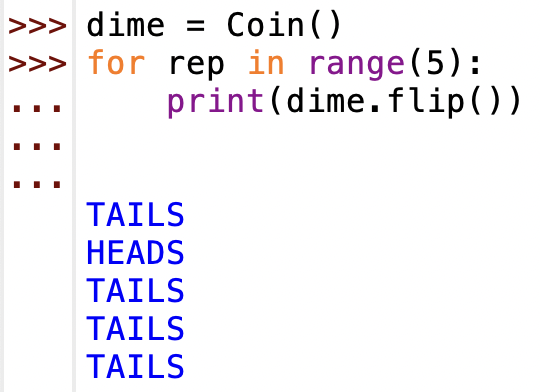 >>> dime = Coin()
>>> for rep in range(5):
...     print(dime.flip())
...
...
TAILS
HEADS
TAILS
TAILS
TAILS